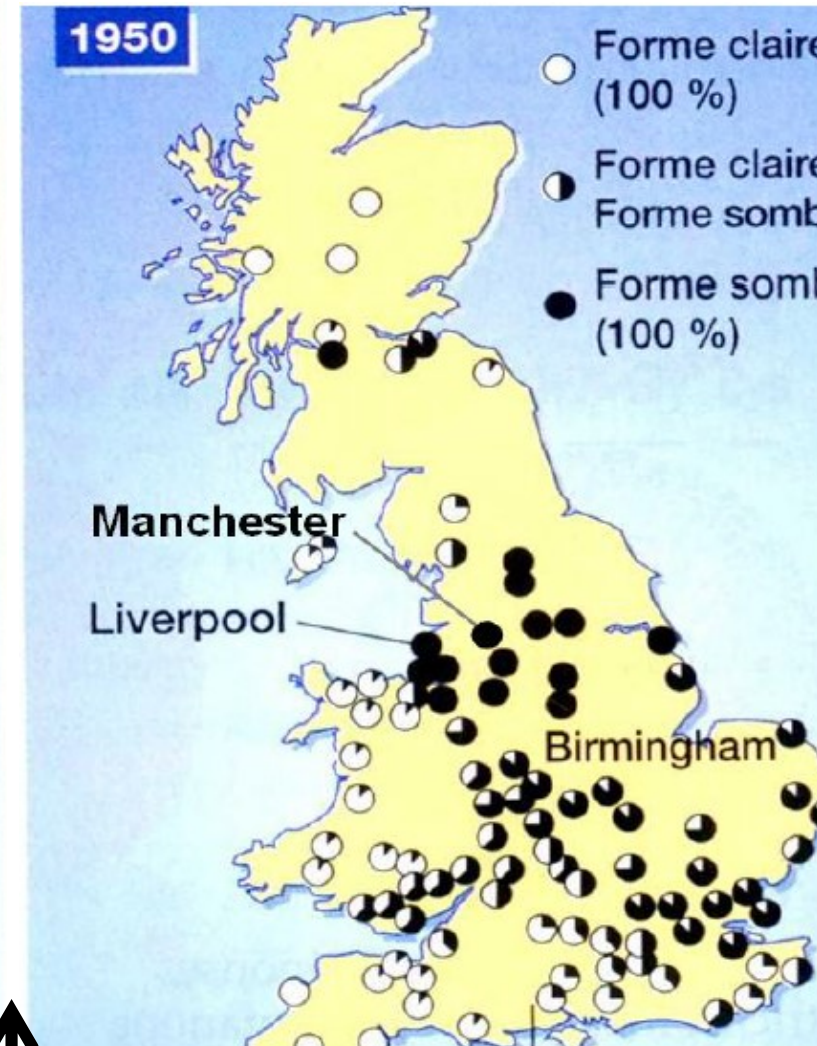 1950
Forme claire
(100 %)
Forme claire
Forme somb
Forme somb
(100 %)
Manchester
Liverpool
Birmingham